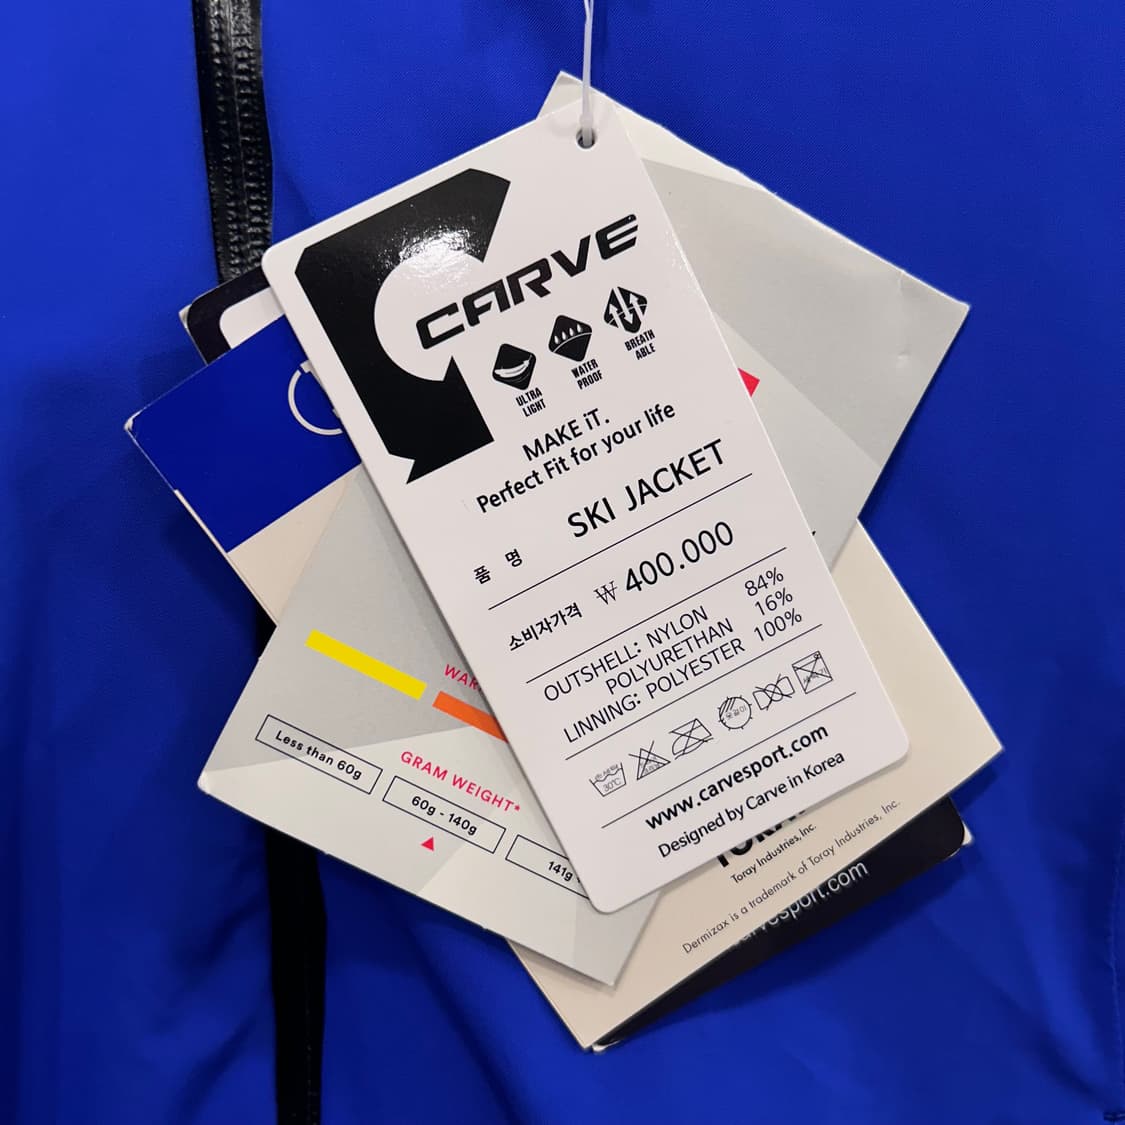 CARVE
ULTRA
LIGHT
WATER
PROOF
BREATH
ABLE
MAKE iT.
Perfect Fit for your life
품 명 SKI JACKET
소비자가격 ₩ 400.000
OUTSHELL: NYLON 84%
POLYURETHAN 16%
LINNING: POLYESTER 100%
30℃
www.carvesport.com
Designed by Carve in Korea
GRAM WEIGHT*
Less than 60g
60g - 140g
141g
Toray Industries, Inc.
Dermizax is a trademark of Toray Industries, Inc.